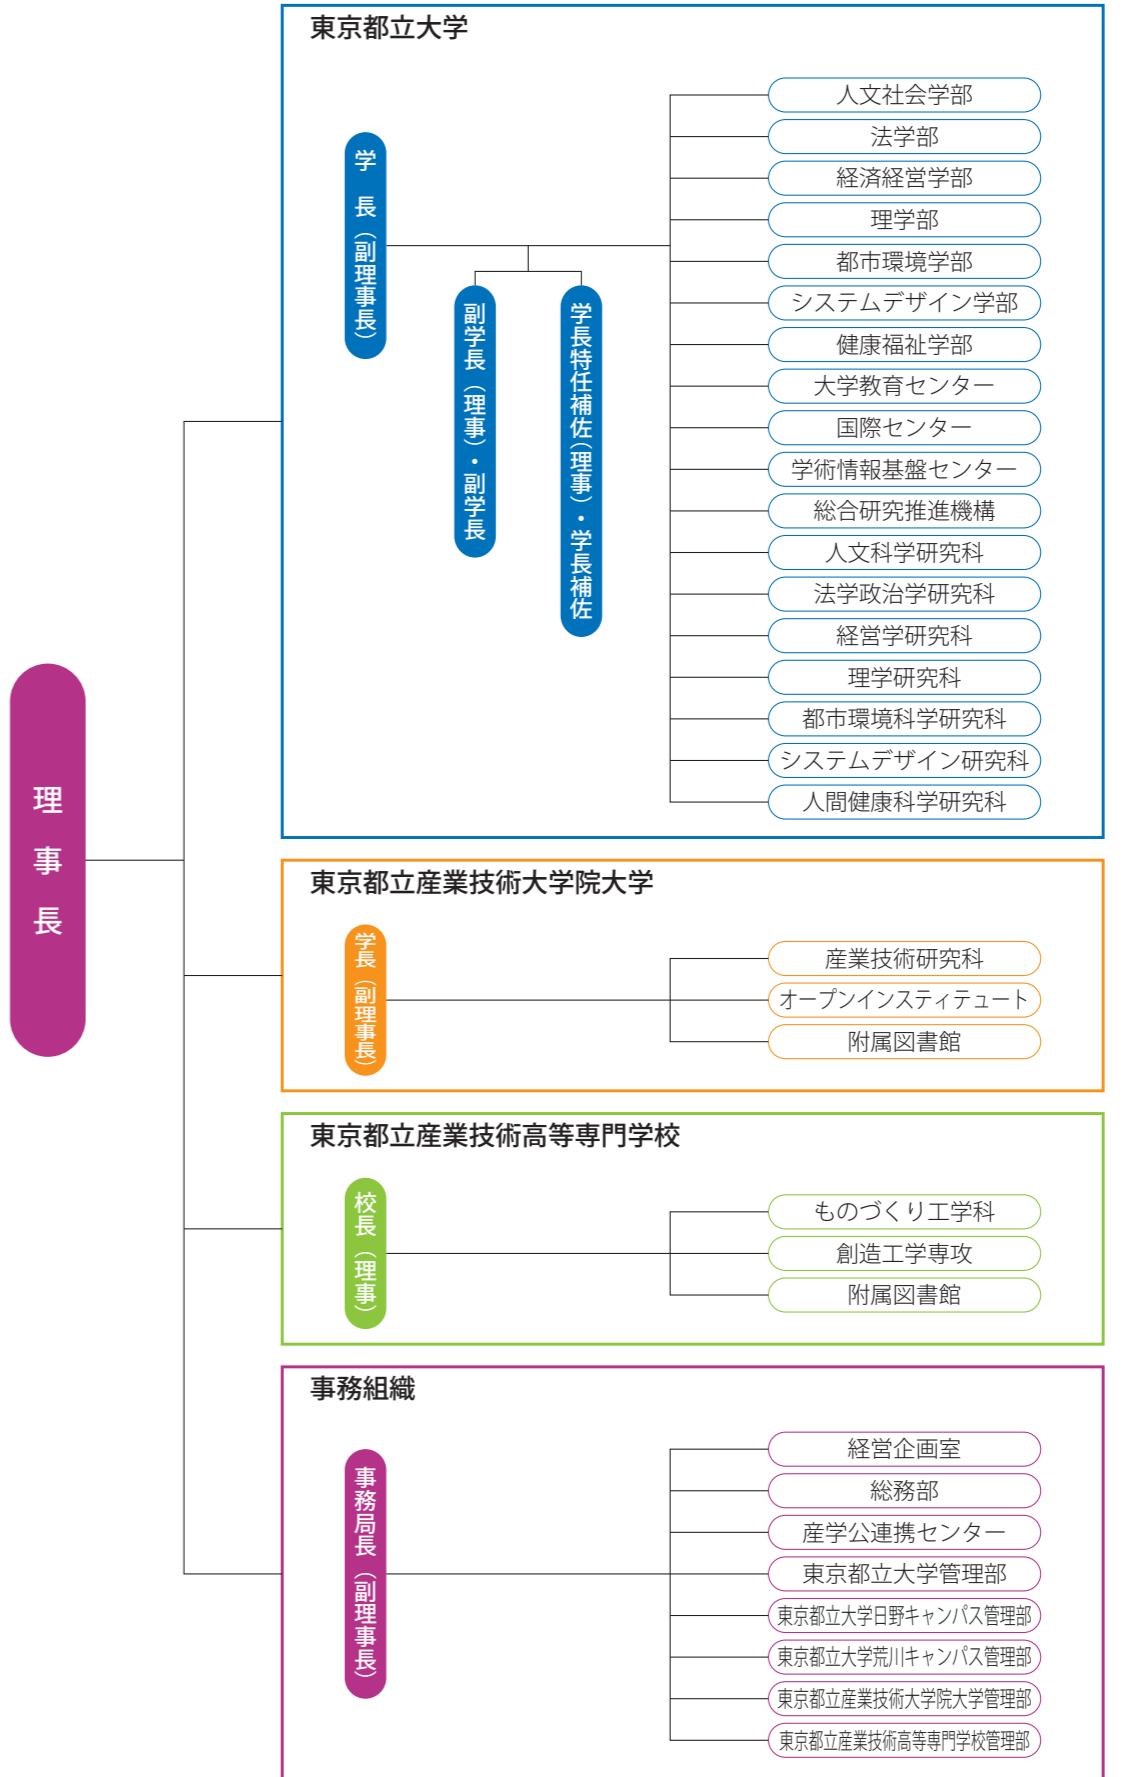 理事長
東京都立大学
学長（副理事長）
副学長（理事）・副学長
学長特任補佐（理事）・学長補佐
人文社会学部
法学部
経済経営学部
理学部
都市環境学部
システムデザイン学部
健康福祉学部
大学教育センター
国際センター
学術情報基盤センター
総合研究推進機構
人文科学研究科
法学政治学研究科
経営学研究科
理学研究科
都市環境科学研究科
システムデザイン研究科
人間健康科学研究科
東京都立産業技術大学院大学
学長（副理事長）
産業技術研究科
オープンインスティテュート
附属図書館
東京都立産業技術高等専門学校
校長（理事）
ものづくり工学科
創造工学専攻
附属図書館
事務組織
事務局長（副理事長）
経営企画室
総務部
産学公連携センター
東京都立大学管理部
東京都立大学日野キャンパス管理部
東京都立大学荒川キャンパス管理部
東京都立産業技術大学院大学管理部
東京都立産業技術高等専門学校管理部